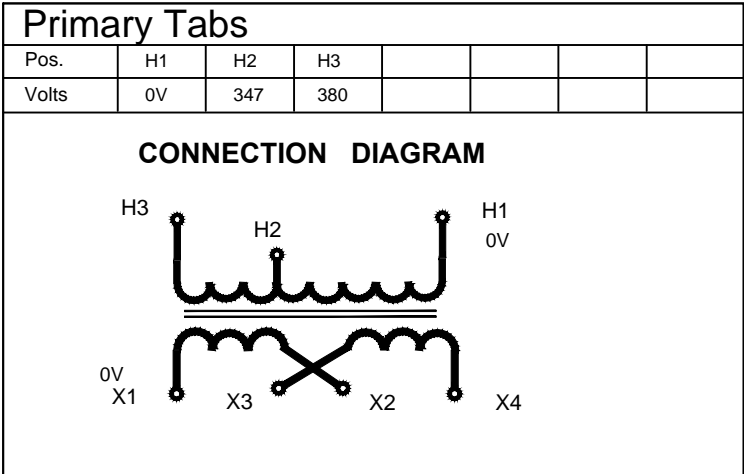 Primary Tabs
Pos. H1 H2 H3
Volts 0V 347 380
CONNECTION DIAGRAM
H3 H2 H1
0V
0V
X1 X3 X2 X4